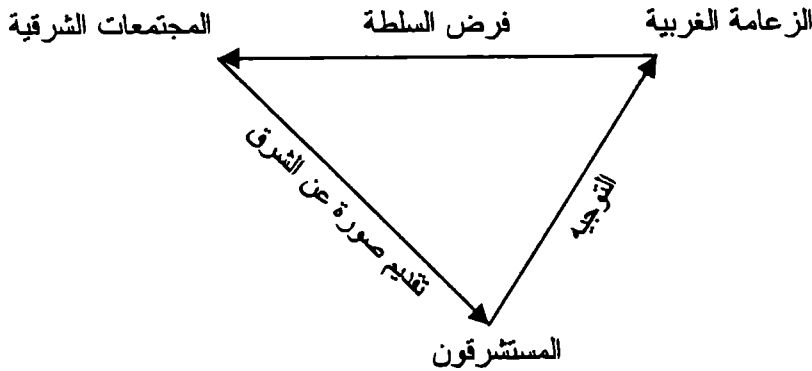 الزعامة الغربية
فرض السلطة
المجتمعات الشرقية
تقديم صورة عن الشرق
التوجيه
المستشرقون